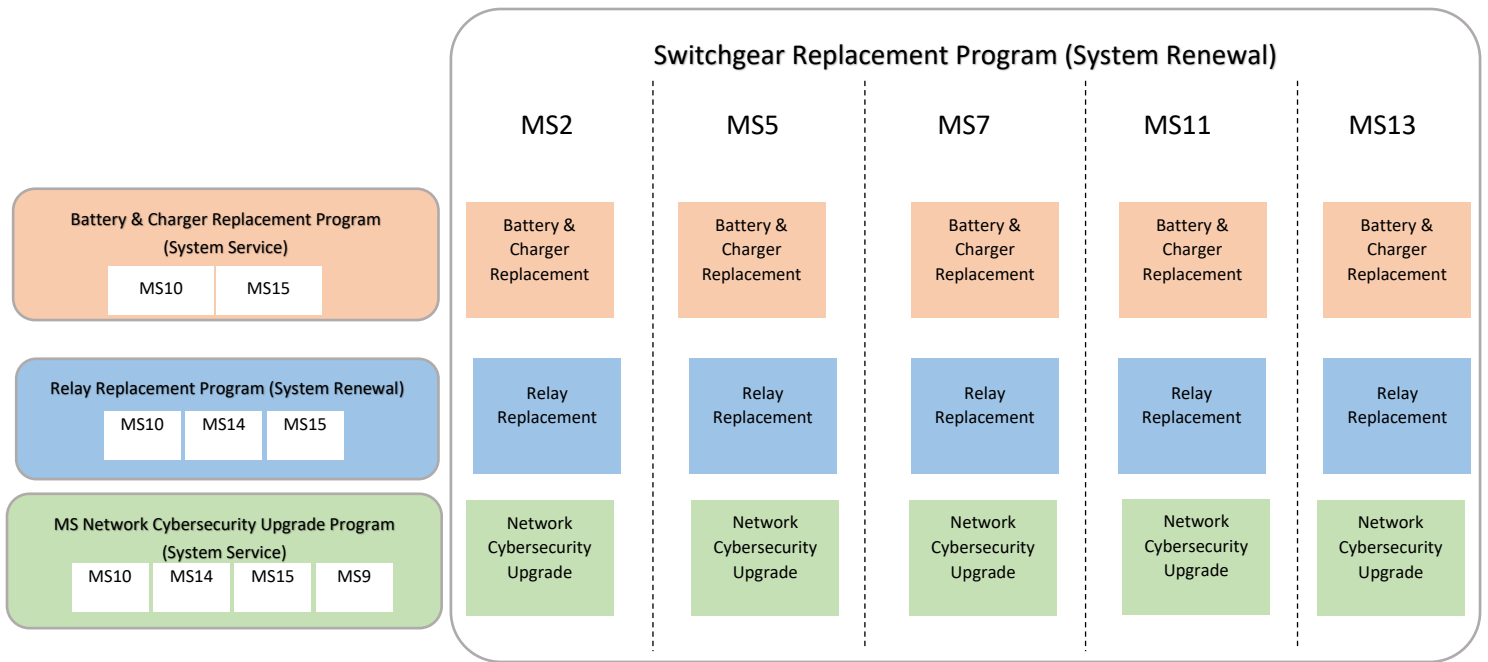 Switchgear Replacement Program (System Renewal)
MS2
MS5
MS7
MS11
MS13
Battery & Charger Replacement Program
(System Service)
MS10
MS15
Battery &
Charger
Replacement
Battery &
Charger
Replacement
Battery &
Charger
Replacement
Battery &
Charger
Replacement
Battery &
Charger
Replacement
Relay Replacement Program (System Renewal)
MS10
MS14
MS15
Relay
Replacement
Relay
Replacement
Relay
Replacement
Relay
Replacement
Relay
Replacement
MS Network Cybersecurity Upgrade Program
(System Service)
MS10
MS14
MS15
MS9
Network
Cybersecurity
Upgrade
Network
Cybersecurity
Upgrade
Network
Cybersecurity
Upgrade
Network
Cybersecurity
Upgrade
Network
Cybersecurity
Upgrade